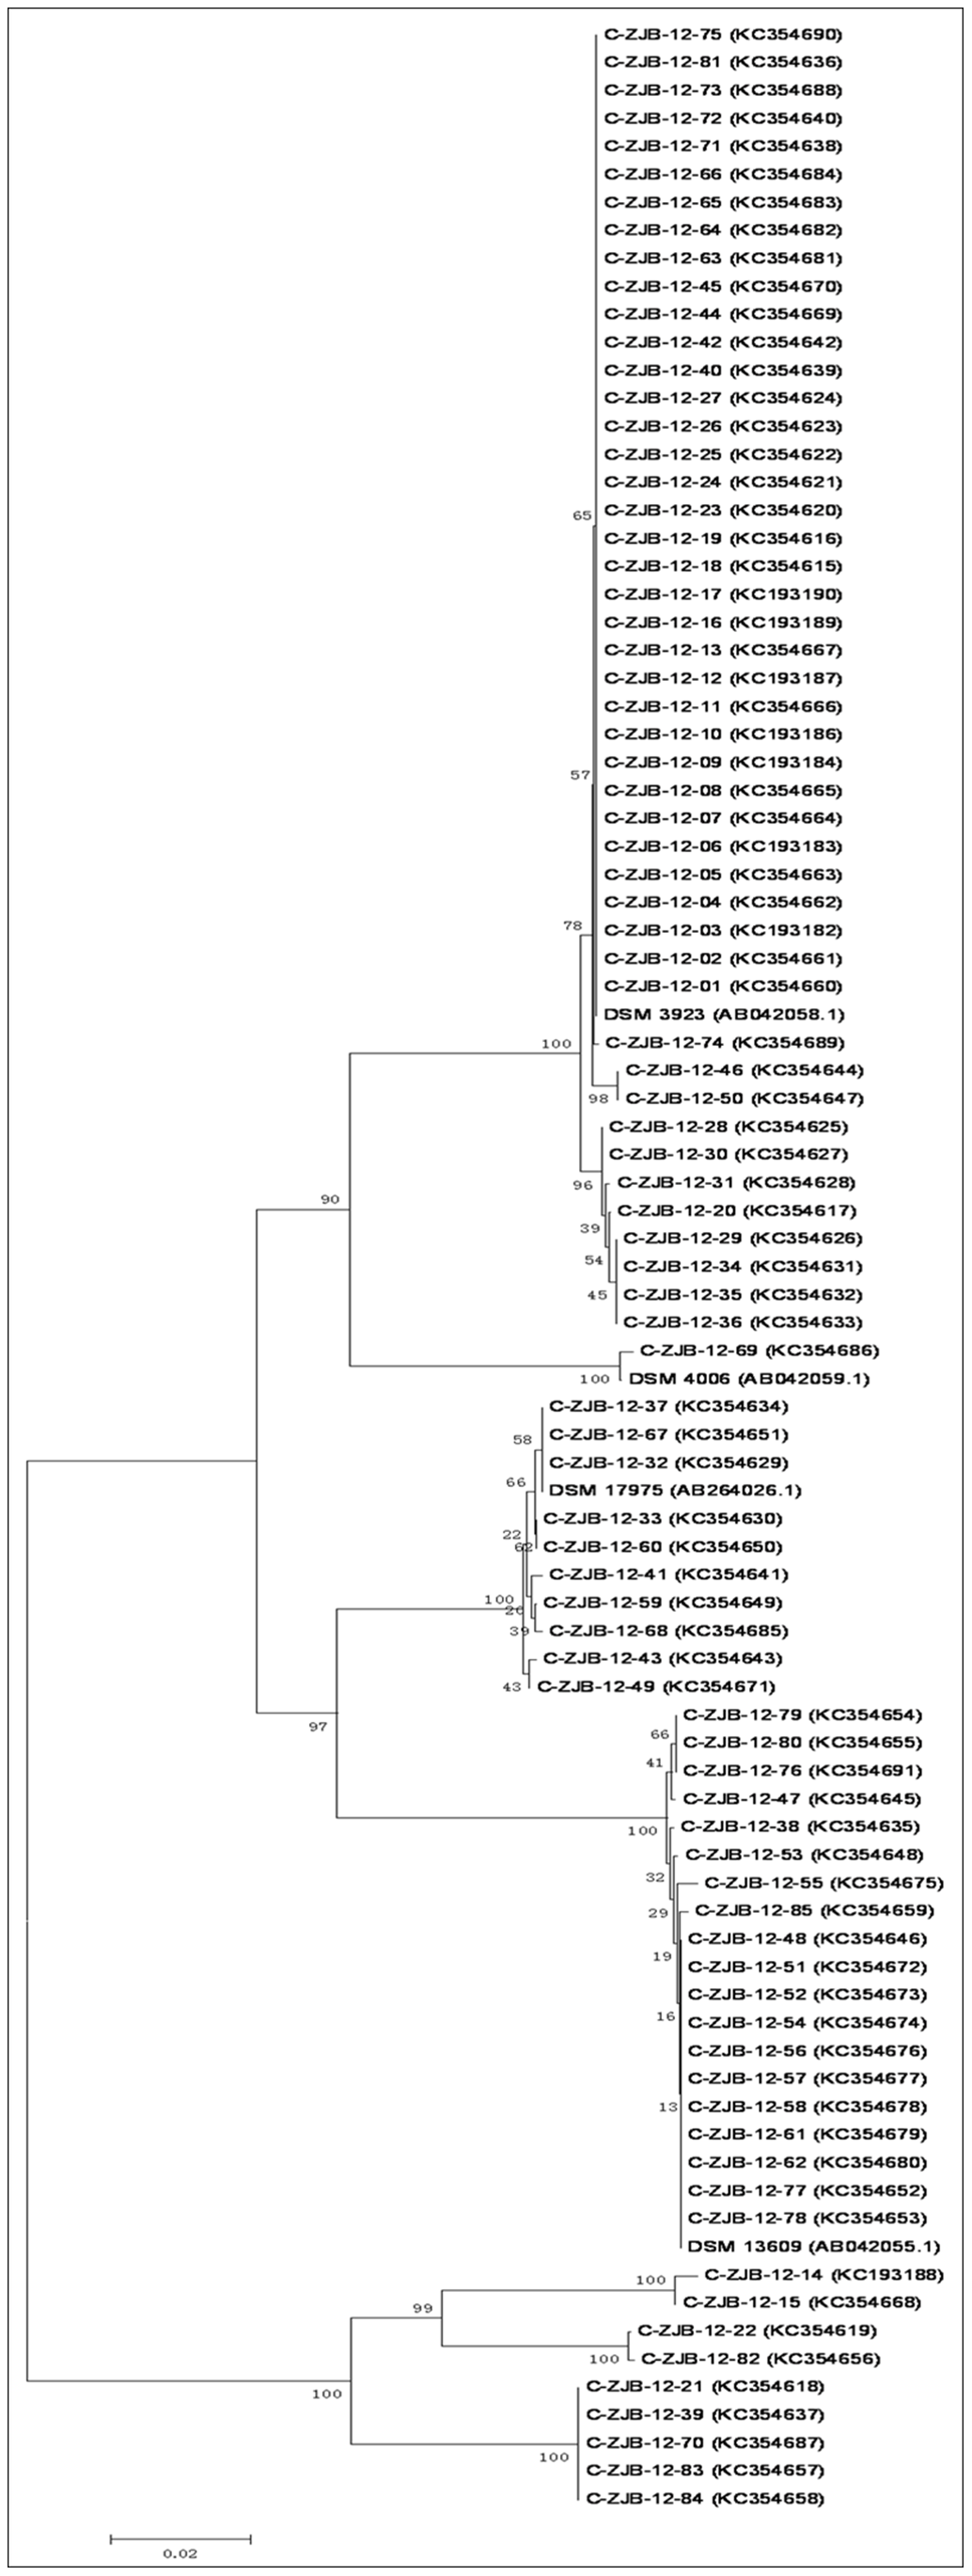 C-ZJB-12-75 (KC354690)
C-ZJB-12-81 (KC354636)
C-ZJB-12-73 (KC354688)
C-ZJB-12-72 (KC354640)
C-ZJB-12-71 (KC354638)
C-ZJB-12-66 (KC354684)
C-ZJB-12-65 (KC354683)
C-ZJB-12-64 (KC354682)
C-ZJB-12-63 (KC354681)
C-ZJB-12-45 (KC354670)
C-ZJB-12-44 (KC354669)
C-ZJB-12-42 (KC354642)
C-ZJB-12-40 (KC354639)
C-ZJB-12-27 (KC354624)
C-ZJB-12-26 (KC354623)
C-ZJB-12-25 (KC354622)
C-ZJB-12-24 (KC354621)
C-ZJB-12-23 (KC354620)
65
C-ZJB-12-19 (KC354616)
C-ZJB-12-18 (KC354615)
C-ZJB-12-17 (KC193190)
C-ZJB-12-16 (KC193189)
C-ZJB-12-13 (KC354667)
C-ZJB-12-12 (KC193187)
C-ZJB-12-11 (KC354666)
C-ZJB-12-10 (KC193186)
C-ZJB-12-09 (KC193184)
57
C-ZJB-12-08 (KC354665)
C-ZJB-12-07 (KC354664)
C-ZJB-12-06 (KC193183)
C-ZJB-12-05 (KC354663)
C-ZJB-12-04 (KC354662)
78
C-ZJB-12-03 (KC193182)
C-ZJB-12-02 (KC354661)
C-ZJB-12-01 (KC354660)
DSM 3923 (AB042058.1)
100
C-ZJB-12-74 (KC354689)
C-ZJB-12-46 (KC354644)
98
C-ZJB-12-50 (KC354647)
C-ZJB-12-28 (KC354625)
C-ZJB-12-30 (KC354627)
96
C-ZJB-12-31 (KC354628)
90
C-ZJB-12-20 (KC354617)
39
C-ZJB-12-29 (KC354626)
54
C-ZJB-12-34 (KC354631)
45
C-ZJB-12-35 (KC354632)
C-ZJB-12-36 (KC354633)
C-ZJB-12-69 (KC354686)
100
DSM 4006 (AB042059.1)
C-ZJB-12-37 (KC354634)
58
C-ZJB-12-67 (KC354651)
C-ZJB-12-32 (KC354629)
66
DSM 17975 (AB264026.1)
C-ZJB-12-33 (KC354630)
22
62
C-ZJB-12-60 (KC354650)
C-ZJB-12-41 (KC354641)
100
C-ZJB-12-59 (KC354649)
39
C-ZJB-12-68 (KC354685)
C-ZJB-12-43 (KC354643)
43
C-ZJB-12-49 (KC354671)
97
C-ZJB-12-79 (KC354654)
66
C-ZJB-12-80 (KC354655)
41
C-ZJB-12-76 (KC354691)
C-ZJB-12-47 (KC354645)
100
C-ZJB-12-38 (KC354635)
C-ZJB-12-53 (KC354648)
32
C-ZJB-12-55 (KC354675)
29
C-ZJB-12-85 (KC354659)
C-ZJB-12-48 (KC354646)
19
C-ZJB-12-51 (KC354672)
C-ZJB-12-52 (KC354673)
16
C-ZJB-12-54 (KC354674)
C-ZJB-12-56 (KC354676)
C-ZJB-12-57 (KC354677)
13
C-ZJB-12-58 (KC354678)
C-ZJB-12-61 (KC354679)
C-ZJB-12-62 (KC354680)
C-ZJB-12-77 (KC354652)
C-ZJB-12-78 (KC354653)
DSM 13609 (AB042055.1)
100
C-ZJB-12-14 (KC193188)
99
C-ZJB-12-15 (KC354668)
C-ZJB-12-22 (KC354619)
100
C-ZJB-12-82 (KC354656)
100
C-ZJB-12-21 (KC354618)
C-ZJB-12-39 (KC354637)
C-ZJB-12-70 (KC354687)
100
C-ZJB-12-83 (KC354657)
C-ZJB-12-84 (KC354658)
0.02